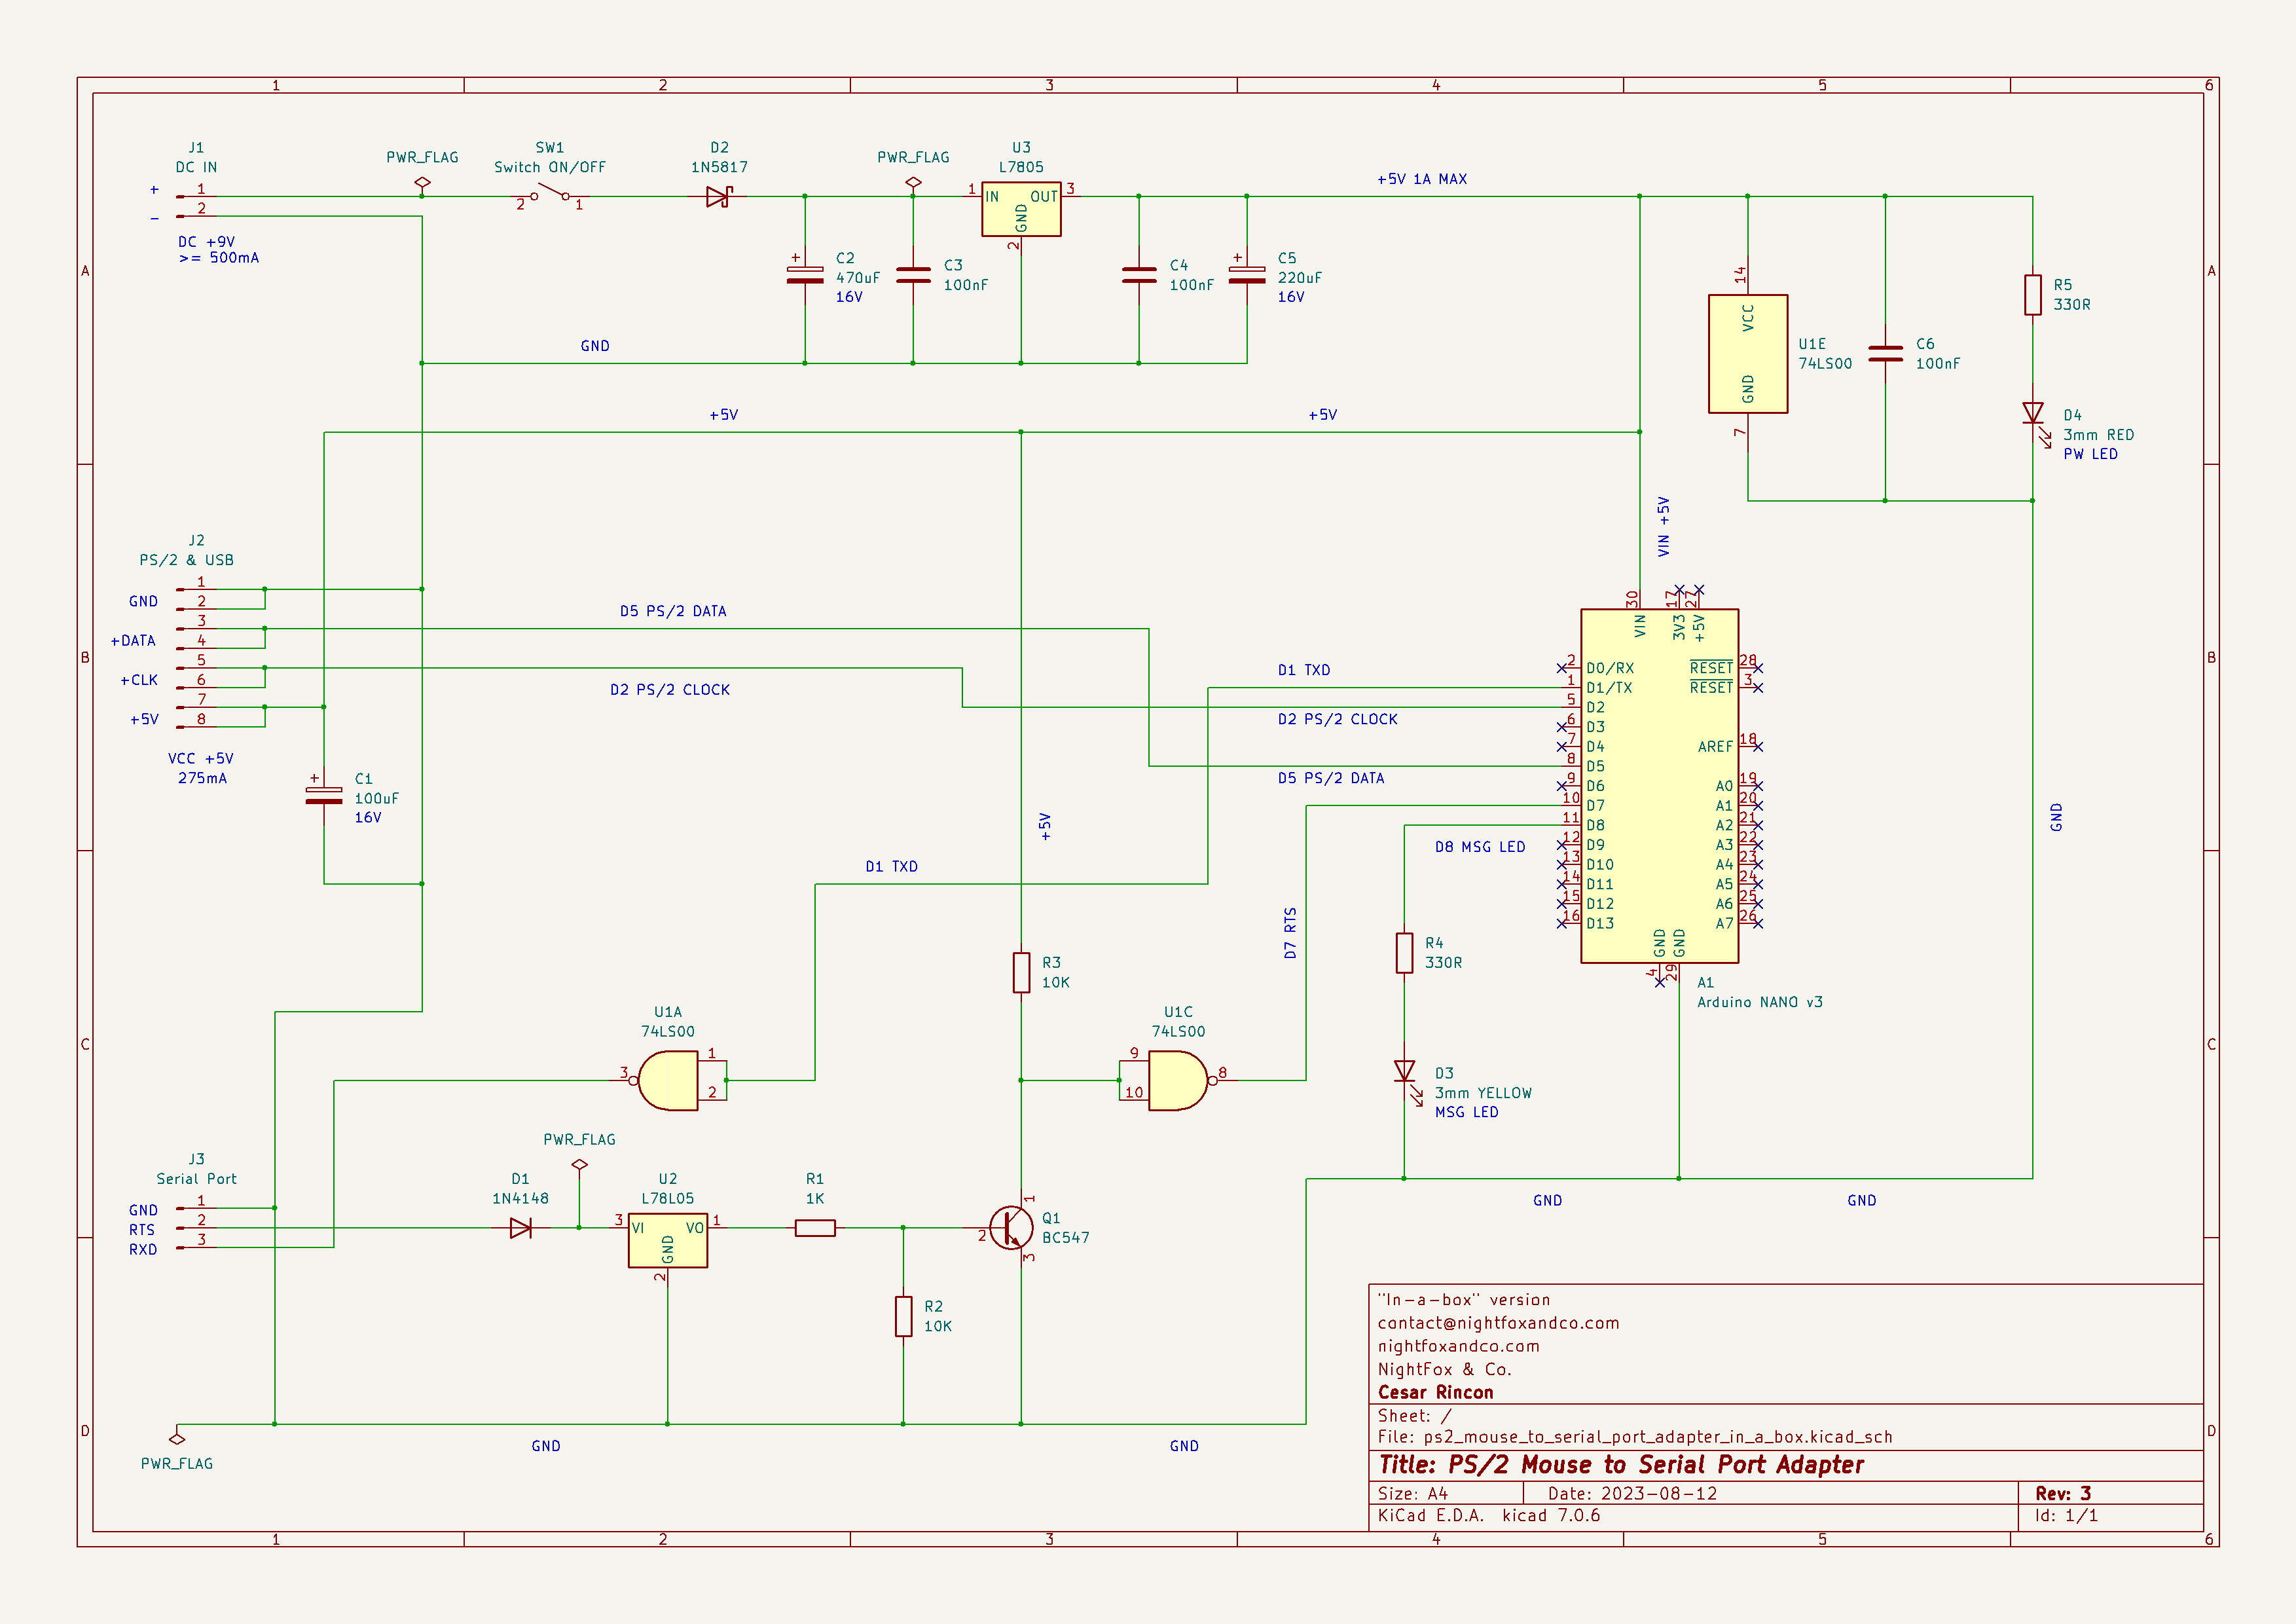 1 2 3 4 5 6
J1
DC IN
+ 1
- 2
DC +9V
>= 500mA
PWR_FLAG
SW1
Switch ON/OFF
2 1
D2
1N5817
PWR_FLAG
U3
L7805
1 IN OUT 3
GND
2
+5V 1A MAX
A
A
C2
470uF
16V
+
C3
100nF
C4
100nF
C5
220uF
16V
+
14
VCC
GND
7
U1E
74LS00
C6
100nF
R5
330R
D4
3mm RED
PW LED
GND
+5V
+5V
VIN +5V
J2
PS/2 & USB
1
GND 2
3
+DATA 4
5
+CLK 6
7
+5V 8
VCC +5V
275mA
+
C1
100uF
16V
B
B
D5 PS/2 DATA
D2 PS/2 CLOCK
D1 TXD
D2 PS/2 CLOCK
D5 PS/2 DATA
D8 MSG LED
D1 TXD
+5V
D7 RTS
GND
30 17 27
VIN 3V3 +5V
2 D0/RX RESET 28
1 D1/TX RESET 3
5 D2
6 D3
7 D4 AREF 18
8 D5
9 D6 A0 19
10 D7 A1 20
11 D8 A2 21
12 D9 A3 22
13 D10 A4 23
14 D11 A5 24
15 D12 A6 25
16 D13 A7 26
GND GND
4 29
A1
Arduino NANO v3
R4
330R
R3
10K
C
C
U1A
74LS00
3 1 2
U1C
74LS00
9 10 8
D3
3mm YELLOW
MSG LED
GND
GND
J3
Serial Port
GND 1
RTS 2
RXD 3
D1
1N4148
PWR_FLAG
U2
L78L05
3 VI VO 1
GND
2
R1
1K
R2
10K
1
2
3
Q1
BC547
D
D
PWR_FLAG
GND
GND
"In-a-box" version
contact@nightfoxandco.com
nightfoxandco.com
NightFox & Co.
Cesar Rincon
Sheet: /
File: ps2_mouse_to_serial_port_adapter_in_a_box.kicad_sch
Title: PS/2 Mouse to Serial Port Adapter
Size: A4 Date: 2023-08-12 Rev: 3
KiCad E.D.A. kicad 7.0.6 Id: 1/1
1 2 3 4 5 6